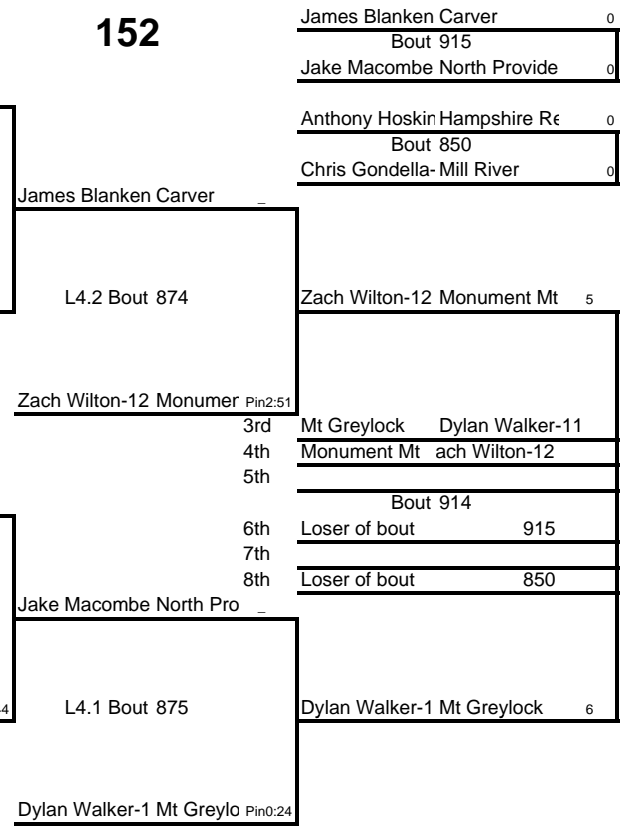 152
James Blanken Carver 0
Bout 915
Jake Macombe North Provide 0
Anthony Hoskin Hampshire Re 0
Bout 850
Chris Gondella- Mill River 0
James Blanken Carver _
L4.2 Bout 874
Zach Wilton-12 Monument Mt 5
Zach Wilton-12 Monumer Pin2:51
3rd Mt Greylock Dylan Walker-11
4th Monument Mt ach Wilton-12
5th
Bout 914
6th Loser of bout 915
7th
8th Loser of bout 850
Jake Macombe North Pro _
4 L4.1 Bout 875
Dylan Walker-1 Mt Greylock 6
Dylan Walker-1 Mt Greylo Pin0:24